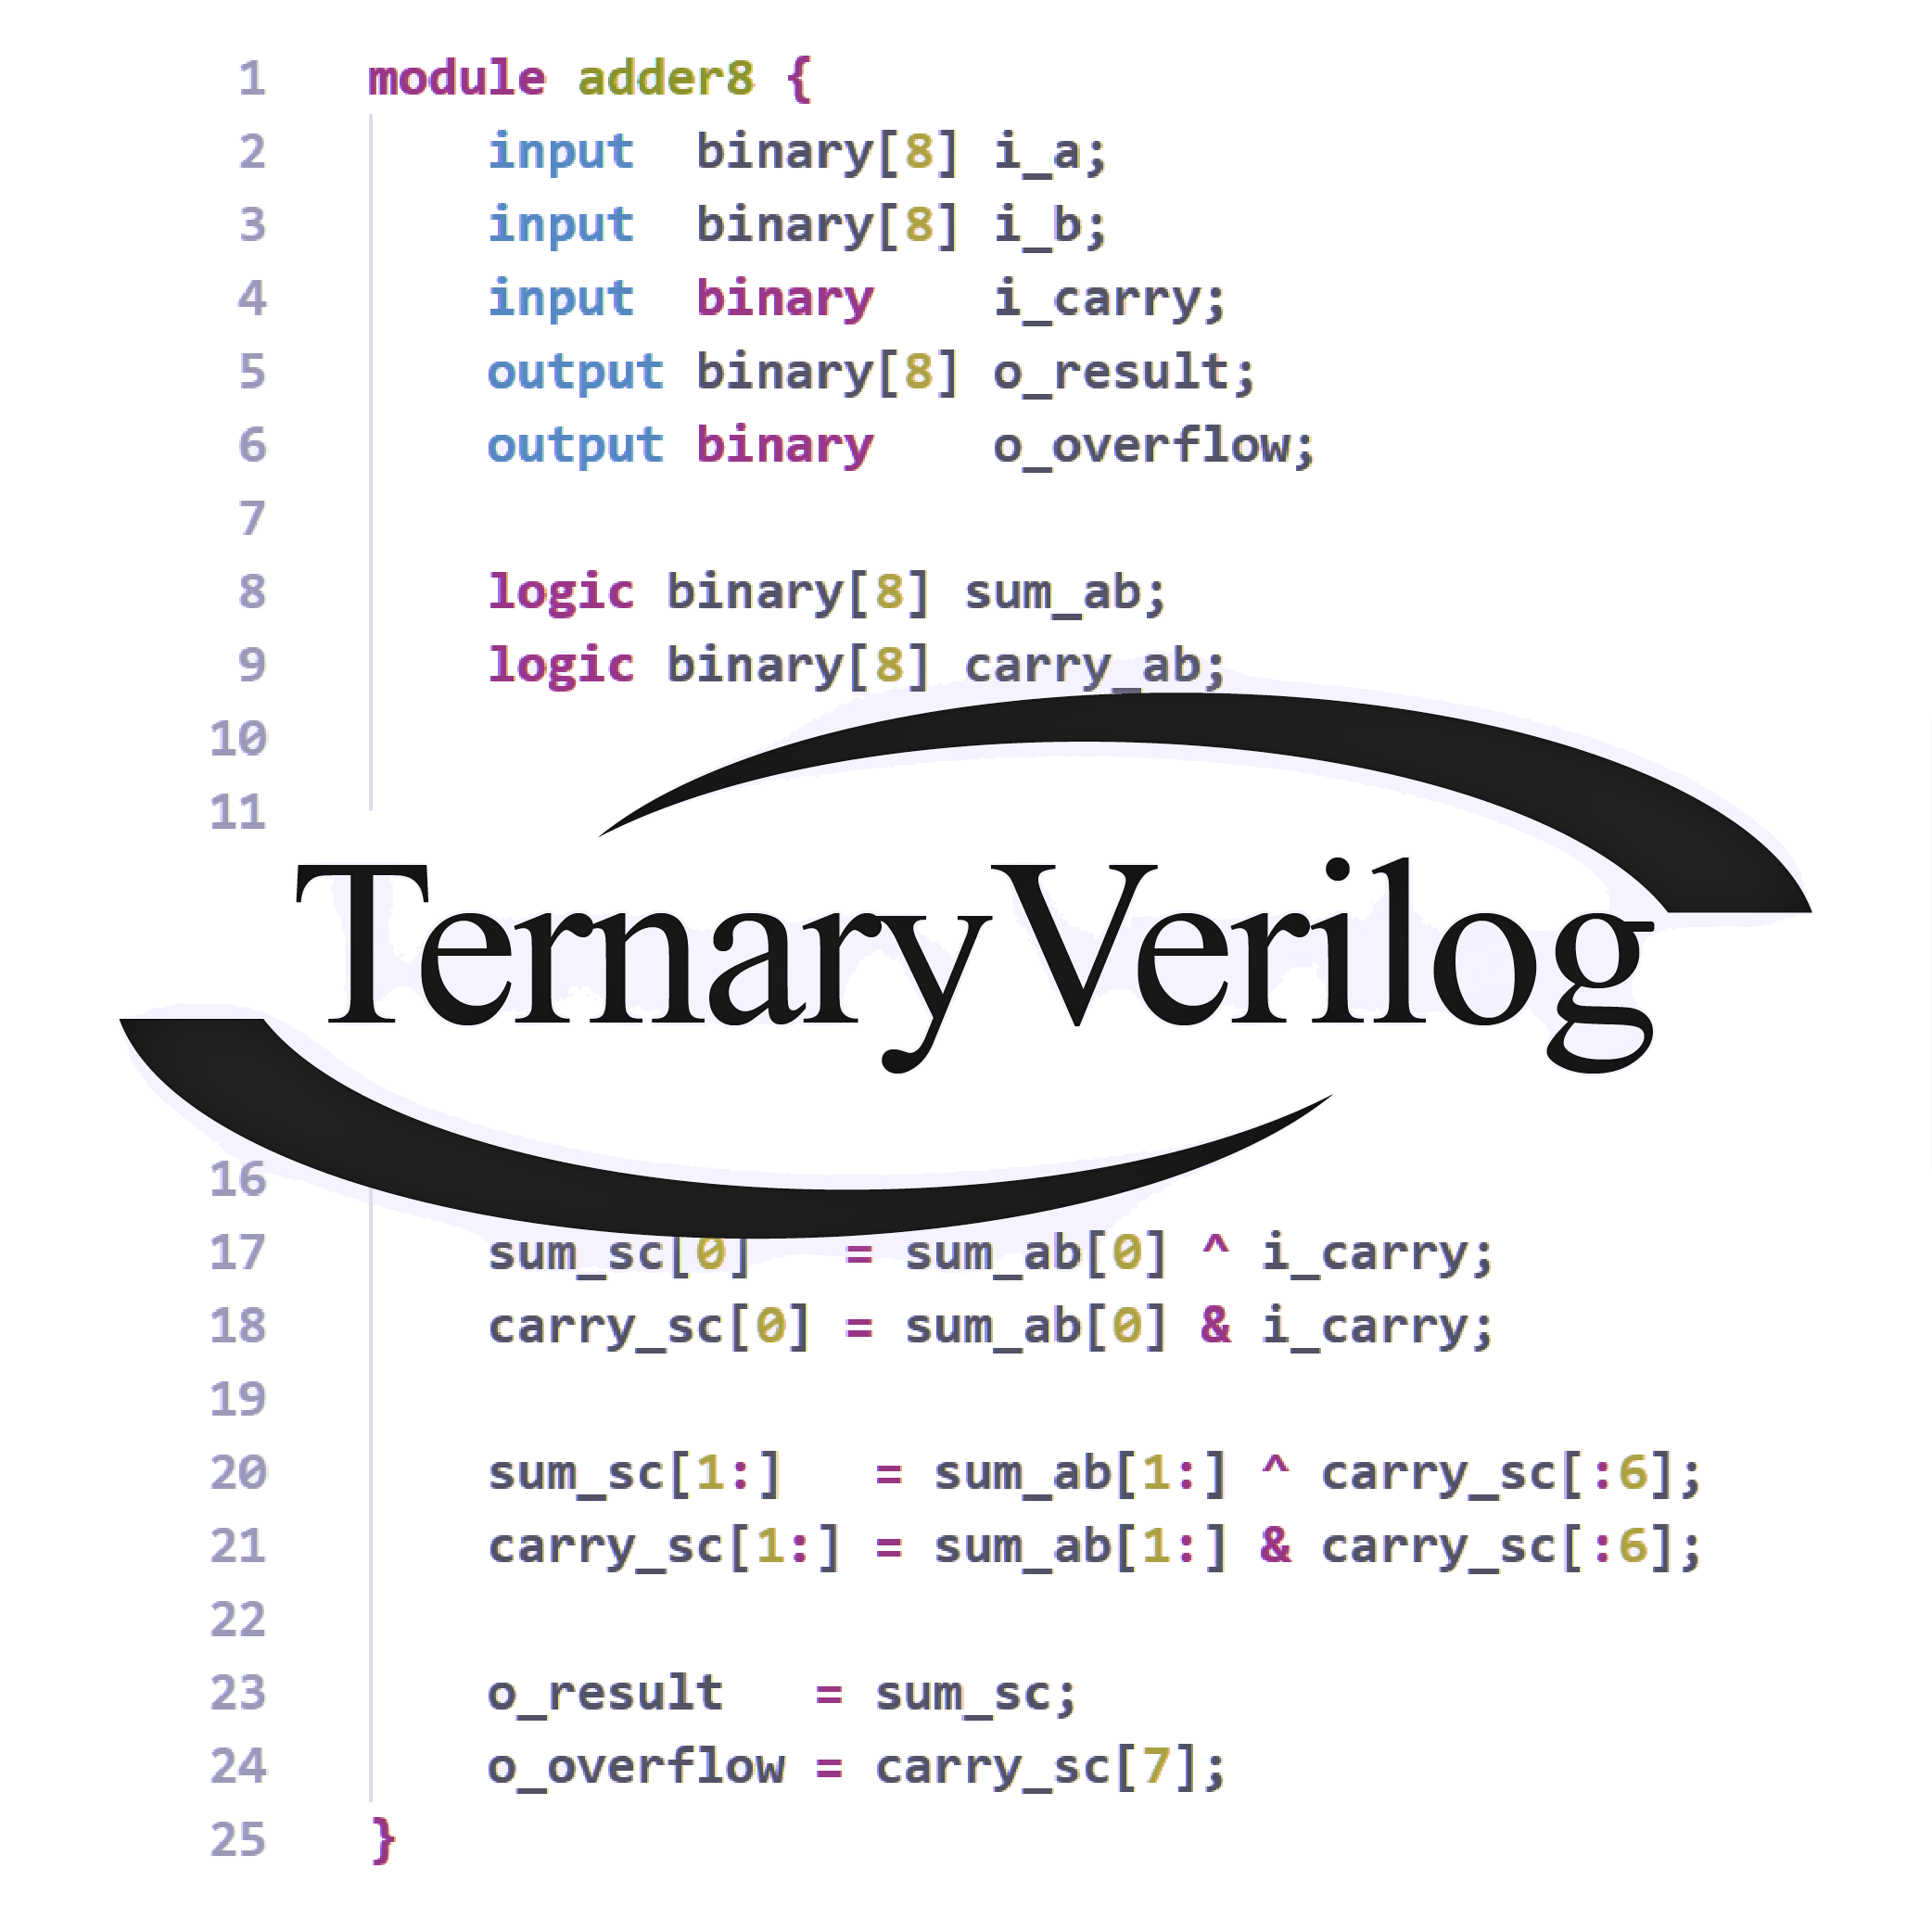 1 module adder8 {
2 input binary[8] i_a;
3 input binary[8] i_b;
4 input binary i_carry;
5 output binary[8] o_result;
6 output binary o_overflow;
7
8 logic binary[8] sum_ab;
9 logic binary[8] carry_ab;
10
11
TernaryVerilog
16
17 sum_sc[0] = sum_ab[0] ^ i_carry;
18 carry_sc[0] = sum_ab[0] & i_carry;
19
20 sum_sc[1:] = sum_ab[1:] ^ carry_sc[:6];
21 carry_sc[1:] = sum_ab[1:] & carry_sc[:6];
22
23 o_result = sum_sc;
24 o_overflow = carry_sc[7];
25 }